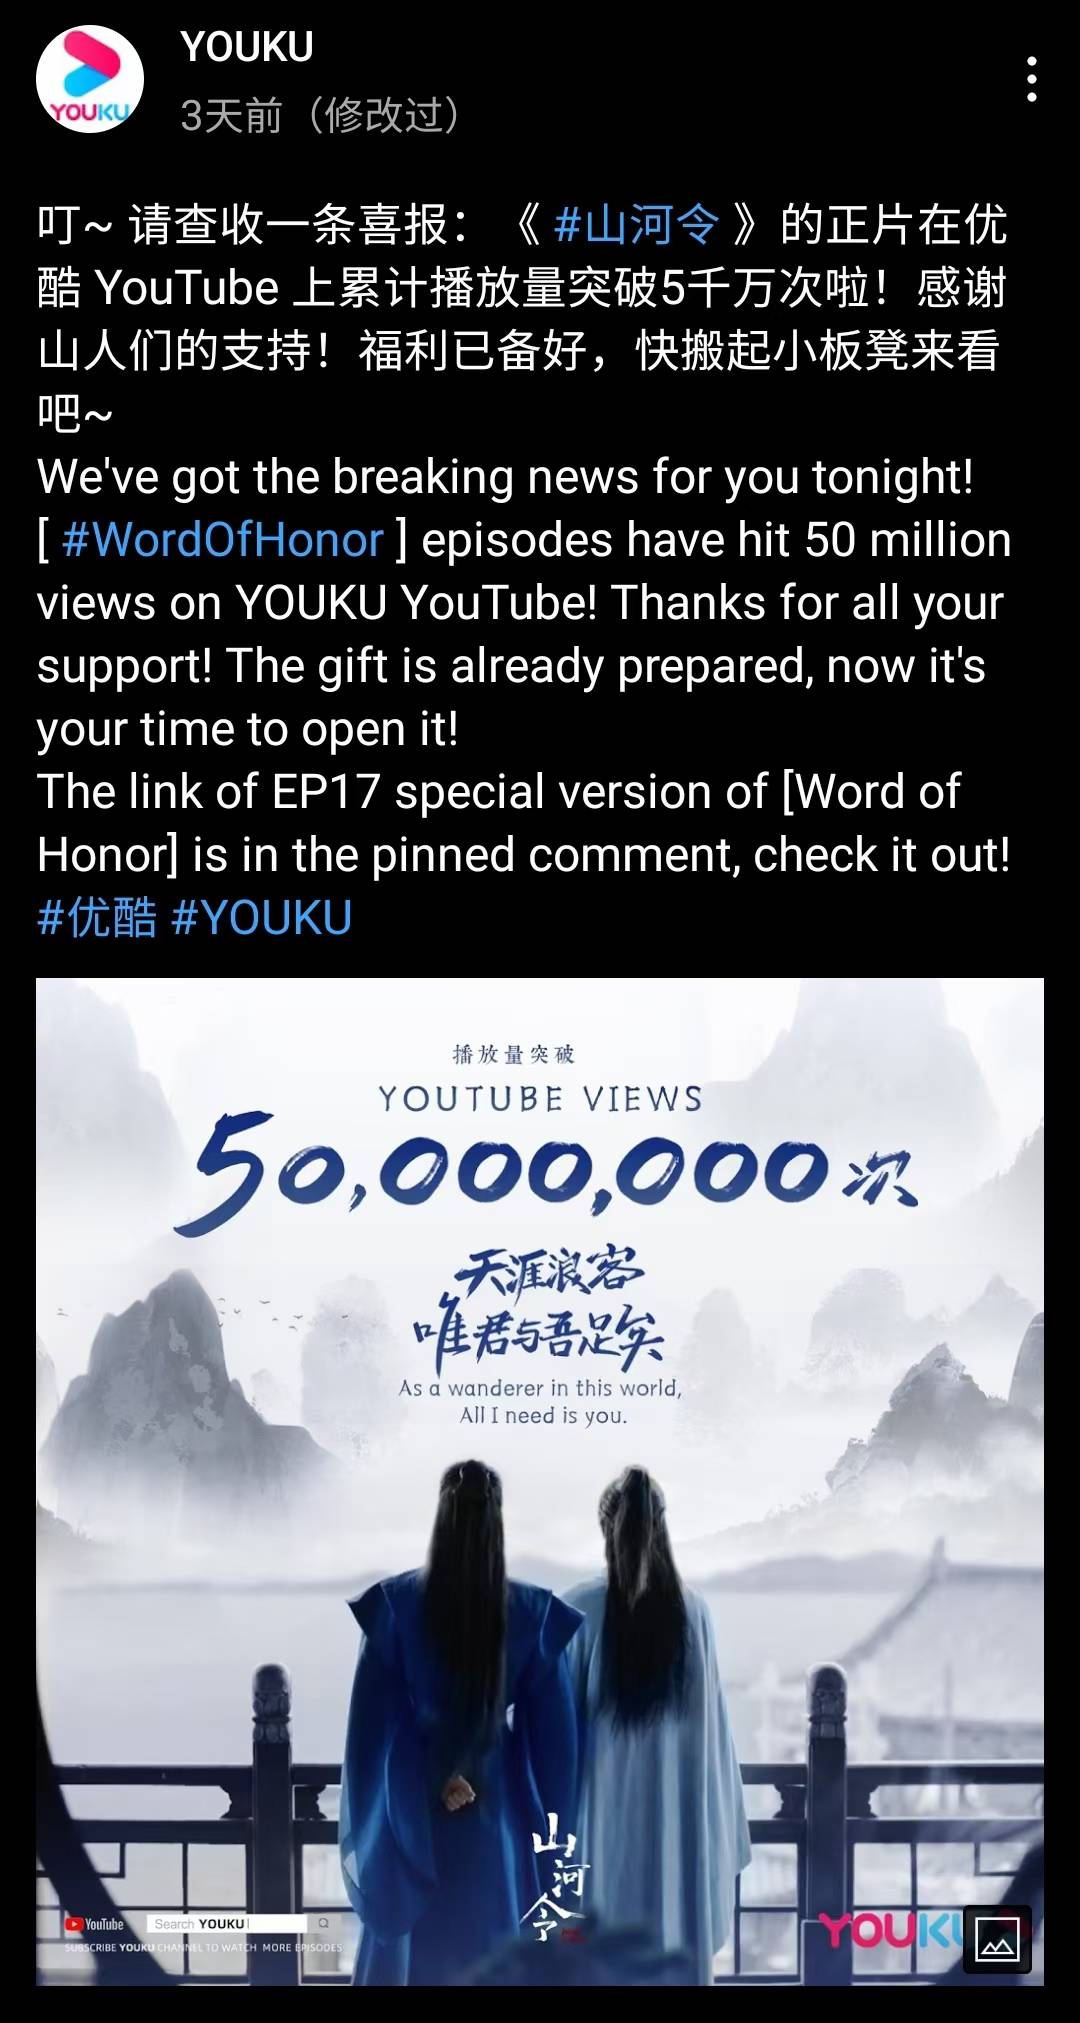 YOUKU
YOUKU
3天前（修改过）
叮~ 请查收一条喜报：《 #山河令 》的正片在优
酷 YouTube 上累计播放量突破5千万次啦！感谢
山人们的支持！福利已备好，快搬起小板凳来看
吧~
We've got the breaking news for you tonight!
[ #WordOfHonor ] episodes have hit 50 million
views on YOUKU YouTube! Thanks for all your
support! The gift is already prepared, now it's
your time to open it!
The link of EP17 special version of [Word of
Honor] is in the pinned comment, check it out!
#优酷 #YOUKU
播放量突破
YOUTUBE VIEWS
50,000,000次
天涯浪客
唯君与吾足矣
As a wanderer in this world,
All I need is you.
山河令
YouTube Search YOUKU
SUBSCRIBE YOUKU CHANNEL TO WATCH MORE EPISODES
YOUKU